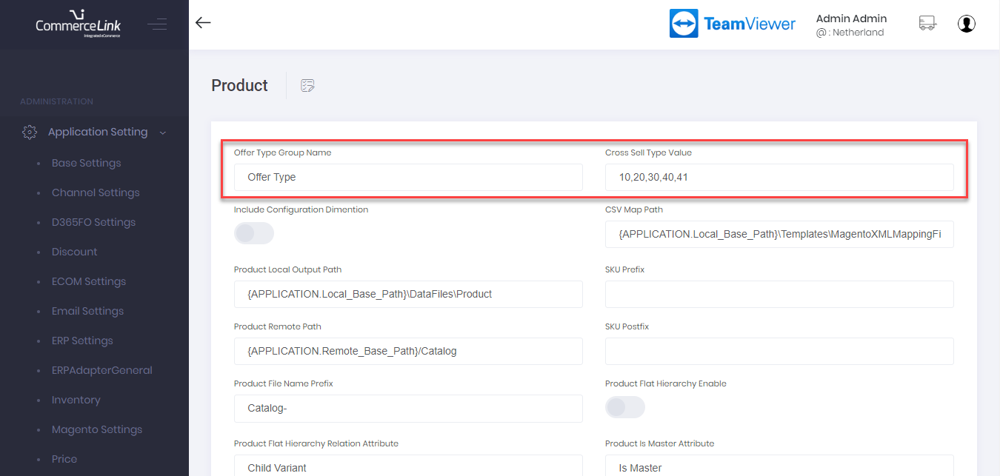 CommerceLink
Integrated eCommerce
TeamViewer
Admin Admin
@ : Netherland
ADMINISTRATION
Application Setting
Base Settings
Channel Settings
D365FO Settings
Discount
ECOM Settings
Email Settings
ERP Settings
ERPAdapterGeneral
Inventory
Magento Settings
Price
Product
Offer Type Group Name
Offer Type
Cross Sell Type Value
10,20,30,40,41
Include Configuration Dimention
CSV Map Path
{APPLICATION.Local_Base_Path}\Templates\MagentoXMLMappingFi
Product Local Output Path
{APPLICATION.Local_Base_Path}\DataFiles\Product
SKU Prefix
Product Remote Path
{APPLICATION.Remote_Base_Path}/Catalog
SKU Postfix
Product File Name Prefix
Catalog-
Product Flat Hierarchy Enable
Product Flat Hierarchy Relation Attribute
Child Variant
Product Is Master Attribute
Is Master